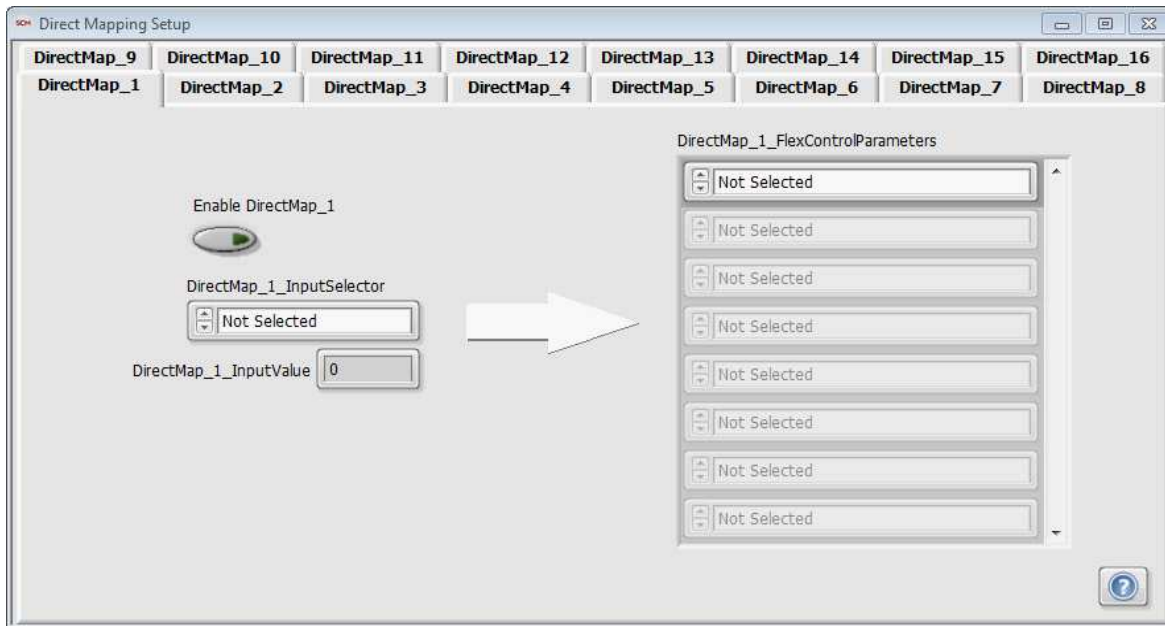 SCM Direct Mapping Setup
DirectMap_9 DirectMap_10 DirectMap_11 DirectMap_12 DirectMap_13 DirectMap_14 DirectMap_15 DirectMap_16
DirectMap_1 DirectMap_2 DirectMap_3 DirectMap_4 DirectMap_5 DirectMap_6 DirectMap_7 DirectMap_8
DirectMap_1_FlexControlParameters
Not Selected
Enable DirectMap_1
Not Selected
Not Selected
DirectMap_1_InputSelector
Not Selected
Not Selected
DirectMap_1_InputValue 0
Not Selected
Not Selected
Not Selected
Not Selected
?